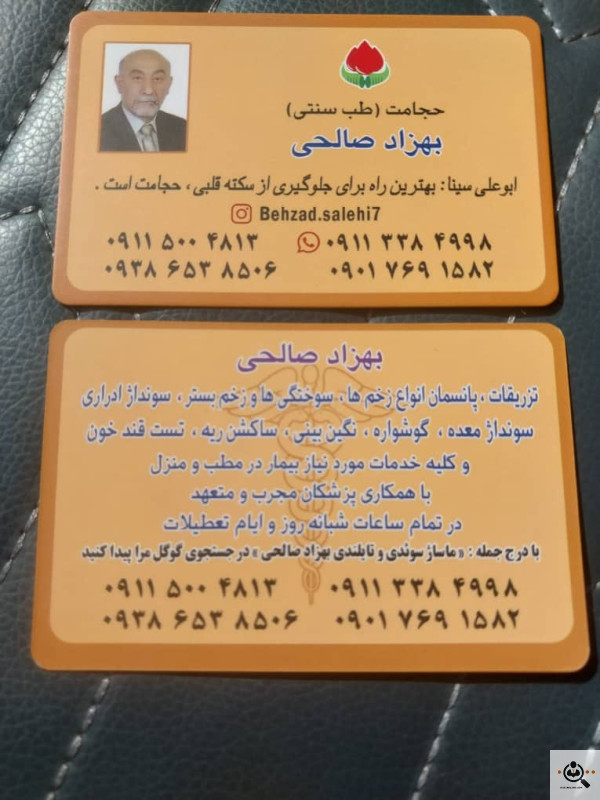 حجامت (طب سنتی)
بهزاد صالحی
ابوعلی سینا: بهترین راه برای جلوگیری از سکته قلبی، حجامت است.
Behzad.salehi7
۰۹۱۱ ۵۰۰ ۴۸۱۳ ۰۹۱۱ ۳۳۸ ۴۹۹۸
۰۹۳۸ ۶۵۳ ۸۵۰۶ ۰۹۰۱ ۷۶۹ ۱۵۸۲
بهزاد صالحی
تزریقات، پانسمان انواع زخم ها، سوختگی ها و زخم بستر، سونداژ ادراری
سونداژ معده، گوشواره، نگین بینی، ساکشن ریه، تست قند خون
و کلیه خدمات مورد نیاز بیمار در مطب و منزل
با همکاری پزشکان مجرب و متعهد
در تمام ساعات شبانه روز و ایام تعطیلات
با درج جمله: «ماساژ سوئدی و تایلندی بهزاد صالحی» در جستجوی گوگل مرا پیدا کنید
۰۹۱۱ ۵۰۰ ۴۸۱۳ ۰۹۱۱ ۳۳۸ ۴۹۹۸
۰۹۳۸ ۶۵۳ ۸۵۰۶ ۰۹۰۱ ۷۶۹ ۱۵۸۲